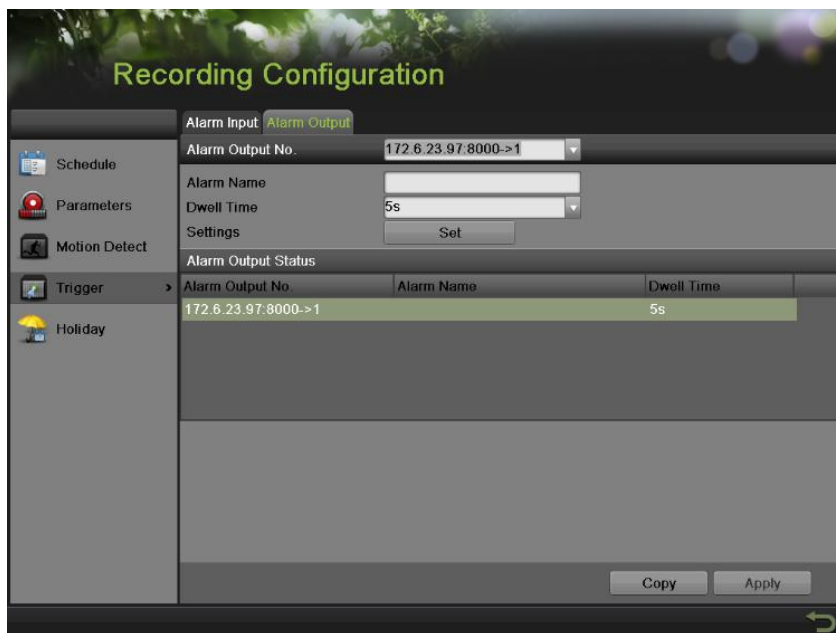 Recording Configuration
Alarm Input Alarm Output
Alarm Output No. 172.6.23.97:8000->1
Schedule
Alarm Name
Parameters
Dwell Time 5s
Settings Set
Motion Detect
Alarm Output Status
Trigger >
Alarm Output No. Alarm Name Dwell Time
172.6.23.97:8000->1 5s
Holiday
Copy Apply